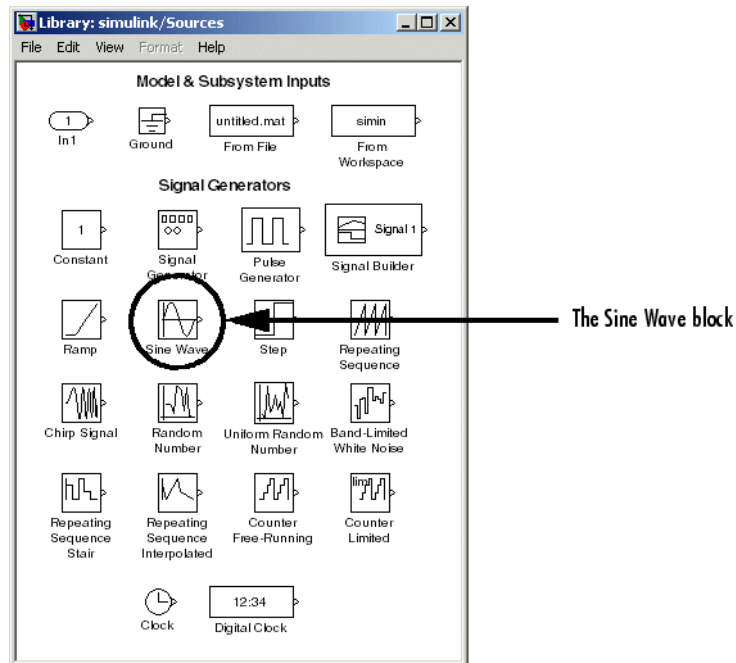 Library: simulink/Sources
File Edit View Format Help
Model & Subsystem Inputs
1
untitled.mat
simin
In1
Ground
From File
From
Workspace
Signal Generators
1
Signal 1
Constant
Signal
Generator
Pulse
Generator
Signal Builder
The Sine Wave block
Ramp
Sine Wave
Step
Repeating
Sequence
Chirp Signal
Random
Number
Uniform Random
Number
Band-Limited
White Noise
lim
Repeating
Sequence
Stair
Repeating
Sequence
Interpolated
Counter
Free-Running
Counter
Limited
12:34
Clock
Digital Clock